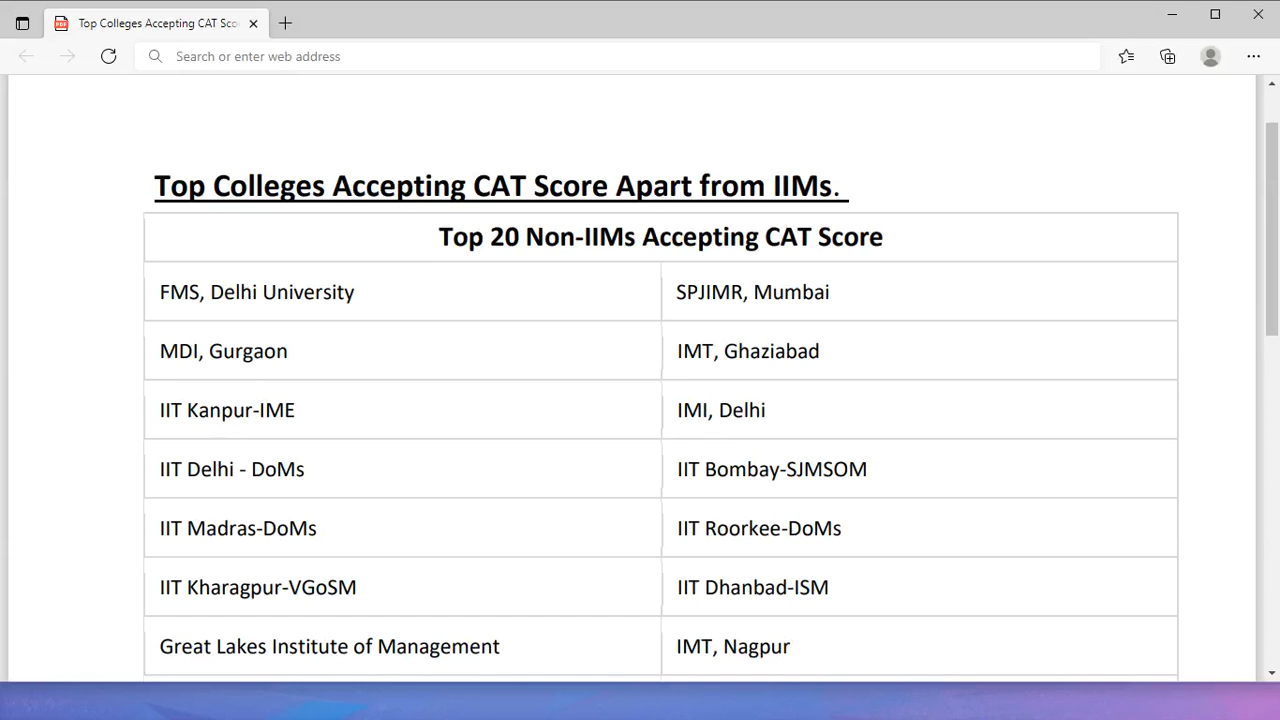 Top Colleges Accepting CAT Sco
Search or enter web address
Top Colleges Accepting CAT Score Apart from IIMs.
Top 20 Non-IIMs Accepting CAT Score
FMS, Delhi University
SPJIMR, Mumbai
MDI, Gurgaon
IMT, Ghaziabad
IIT Kanpur-IME
IMI, Delhi
IIT Delhi - DoMs
IIT Bombay-SJMSOM
IIT Madras-DoMs
IIT Roorkee-DoMs
IIT Kharagpur-VGoSM
IIT Dhanbad-ISM
Great Lakes Institute of Management
IMT, Nagpur